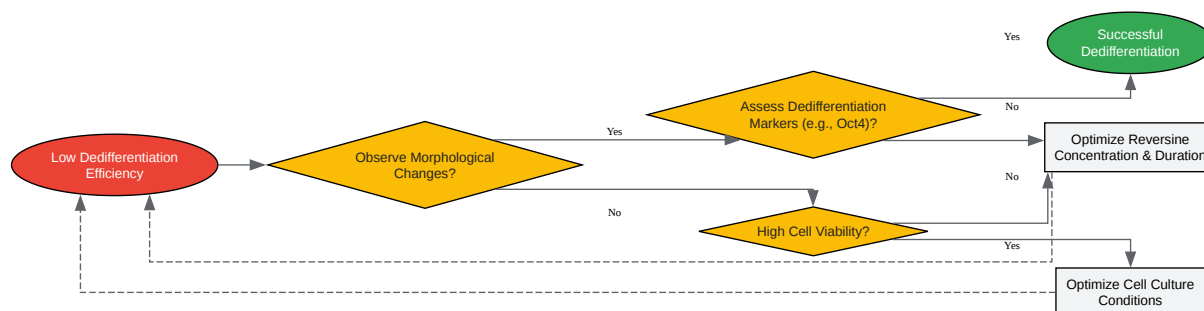 Low Dedifferentiation
Efficiency
Observe Morphological
Changes?
Yes
No
Assess Dedifferentiation
Markers (e.g., Oct4)?
High Cell Viability?
Yes
No
No
Yes
Successful
Dedifferentiation
Optimize Reversine
Concentration & Duration
Optimize Cell Culture
Conditions